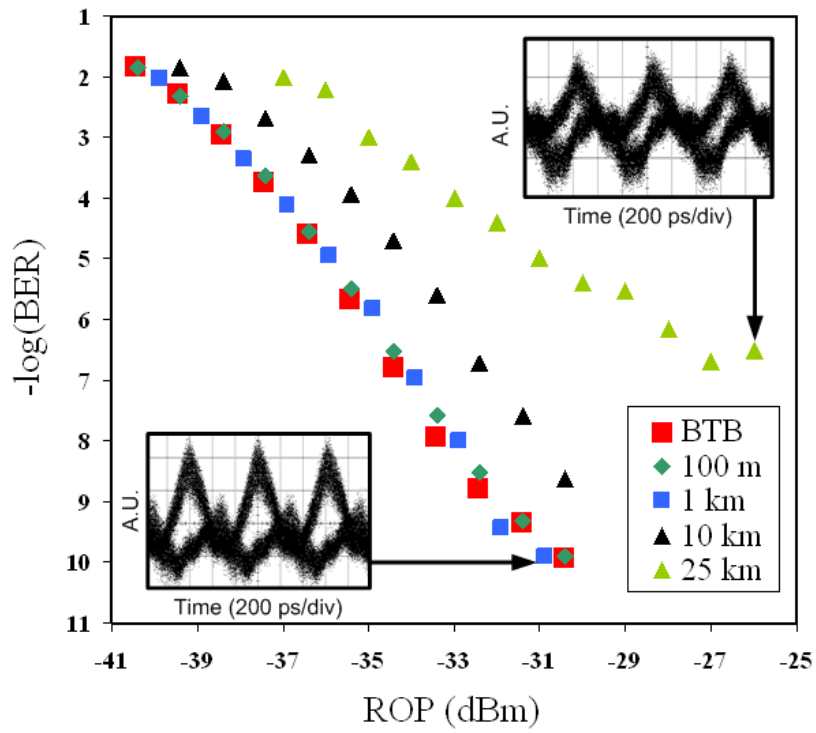 -log(BER)
1
2
3
4
5
6
7
8
9
10
11
A.U.
Time (200 ps/div)
A.U.
Time (200 ps/div)
BTB
100 m
1 km
10 km
25 km
-41
-39
-37
-35
-33
-31
-29
-27
-25
ROP (dBm)